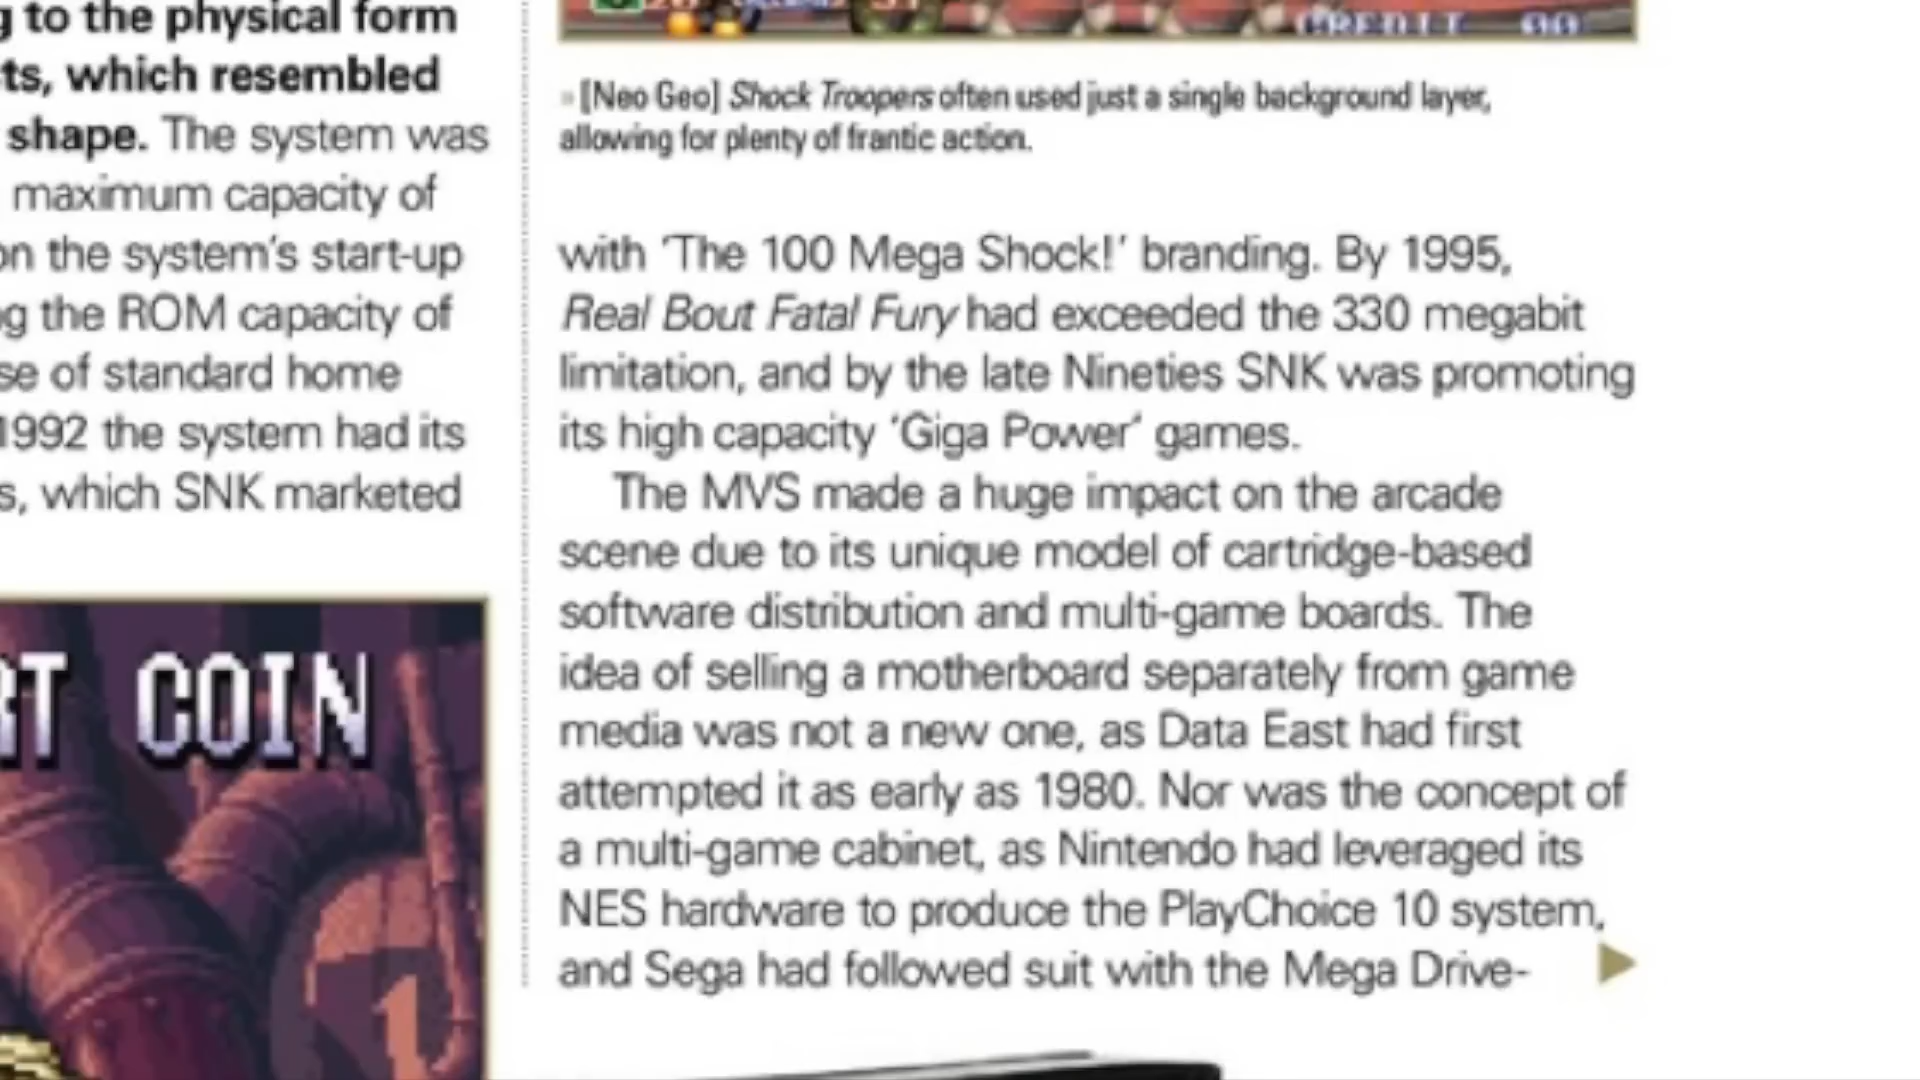 g to the physical form
ts, which resembled
shape. The system was
maximum capacity of
on the system's start-up
g the ROM capacity of
se of standard home
1992 the system had its
s, which SNK marketed
RT COIN
1
CREDIT 00
» [Neo Geo] Shock Troopers often used just a single background layer,
allowing for plenty of frantic action.
with 'The 100 Mega Shock!' branding. By 1995,
Real Bout Fatal Fury had exceeded the 330 megabit
limitation, and by the late Nineties SNK was promoting
its high capacity 'Giga Power' games.
The MVS made a huge impact on the arcade
scene due to its unique model of cartridge-based
software distribution and multi-game boards. The
idea of selling a motherboard separately from game
media was not a new one, as Data East had first
attempted it as early as 1980. Nor was the concept of
a multi-game cabinet, as Nintendo had leveraged its
NES hardware to produce the PlayChoice 10 system,
and Sega had followed suit with the Mega Drive-